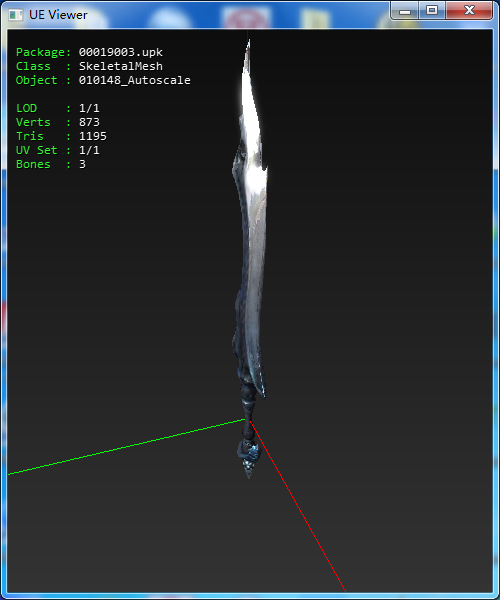 UE Viewer
Package: 00019003.upk
Class : SkeletalMesh
Object : 010148_Autoscale
LOD : 1/1
Verts : 873
Tris : 1195
UV Set : 1/1
Bones : 3